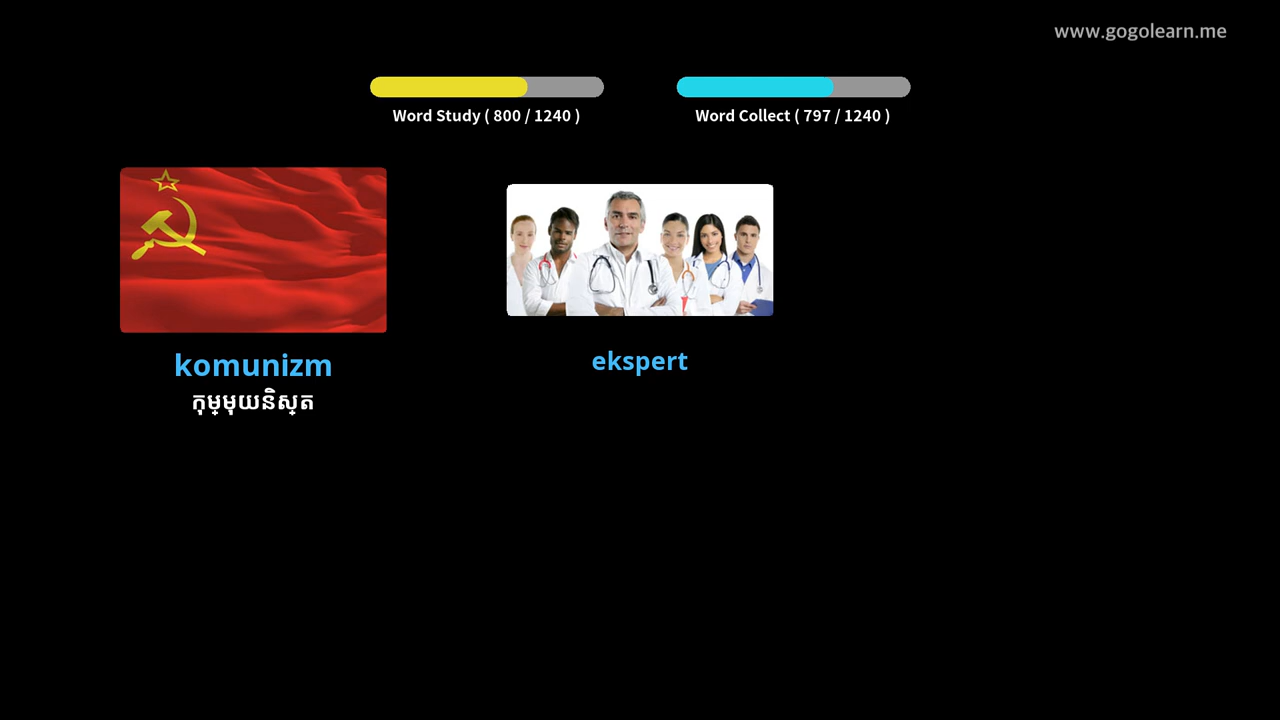 www.gogolearn.me
Word Study ( 800 / 1240 )
Word Collect ( 797 / 1240 )
komunizm
កុម្មុយនិស្ត
ekspert